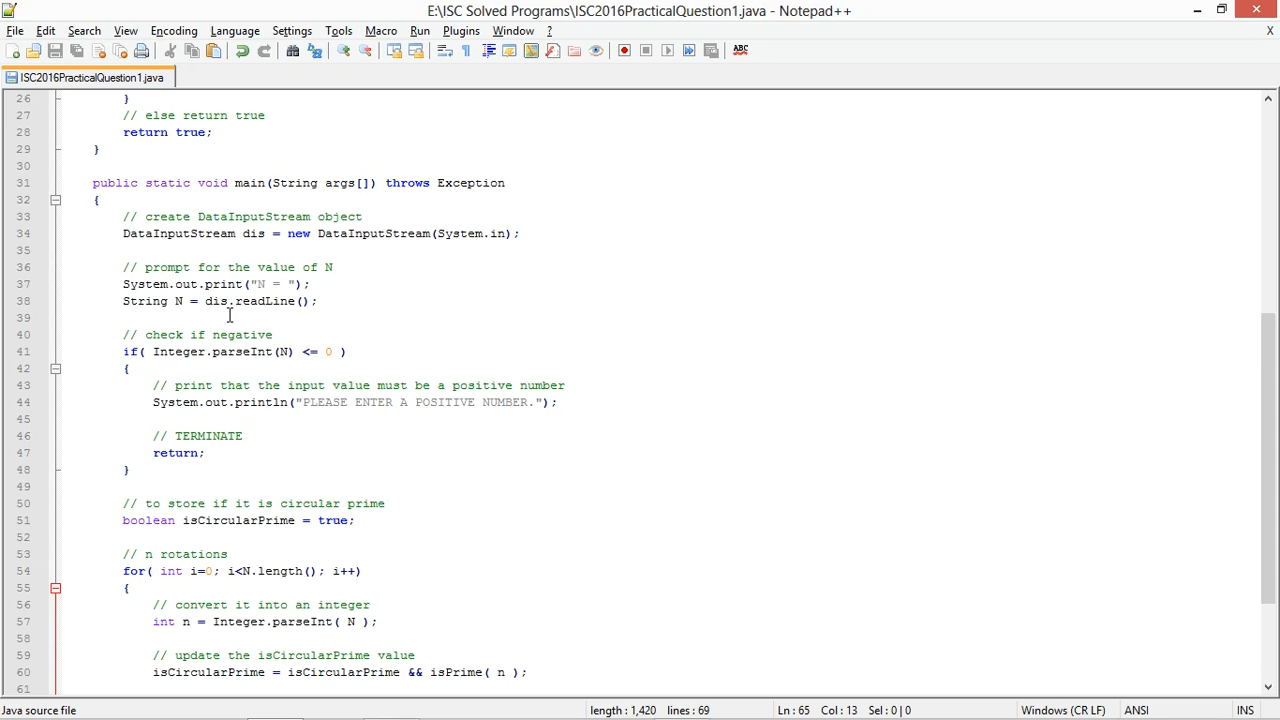 E:\ISC Solved Programs\ISC2016PracticalQuestion1.java - Notepad++
File Edit Search View Encoding Language Settings Tools Macro Run Plugins Window ? X
ABC
ISC2016PracticalQuestion1.java
26 }
27 // else return true
28 return true;
29 }
30
31 public static void main(String args[]) throws Exception
32 {
33 // create DataInputStream object
34 DataInputStream dis = new DataInputStream(System.in);
35
36 // prompt for the value of N
37 System.out.print("N = ");
38 String N = dis.readLine();
39
40 // check if negative
41 if( Integer.parseInt(N) <= 0 )
42 {
43 // print that the input value must be a positive number
44 System.out.println("PLEASE ENTER A POSITIVE NUMBER.");
45
46 // TERMINATE
47 return;
48 }
49
50 // to store if it is circular prime
51 boolean isCircularPrime = true;
52
53 // n rotations
54 for( int i=0; i<N.length(); i++)
55 {
56 // convert it into an integer
57 int n = Integer.parseInt( N );
58
59 // update the isCircularPrime value
60 isCircularPrime = isCircularPrime && isPrime( n );
61
Java source file length : 1,420 lines : 69 Ln : 65 Col : 13 Sel : 0 | 0 Windows (CR LF) ANSI INS